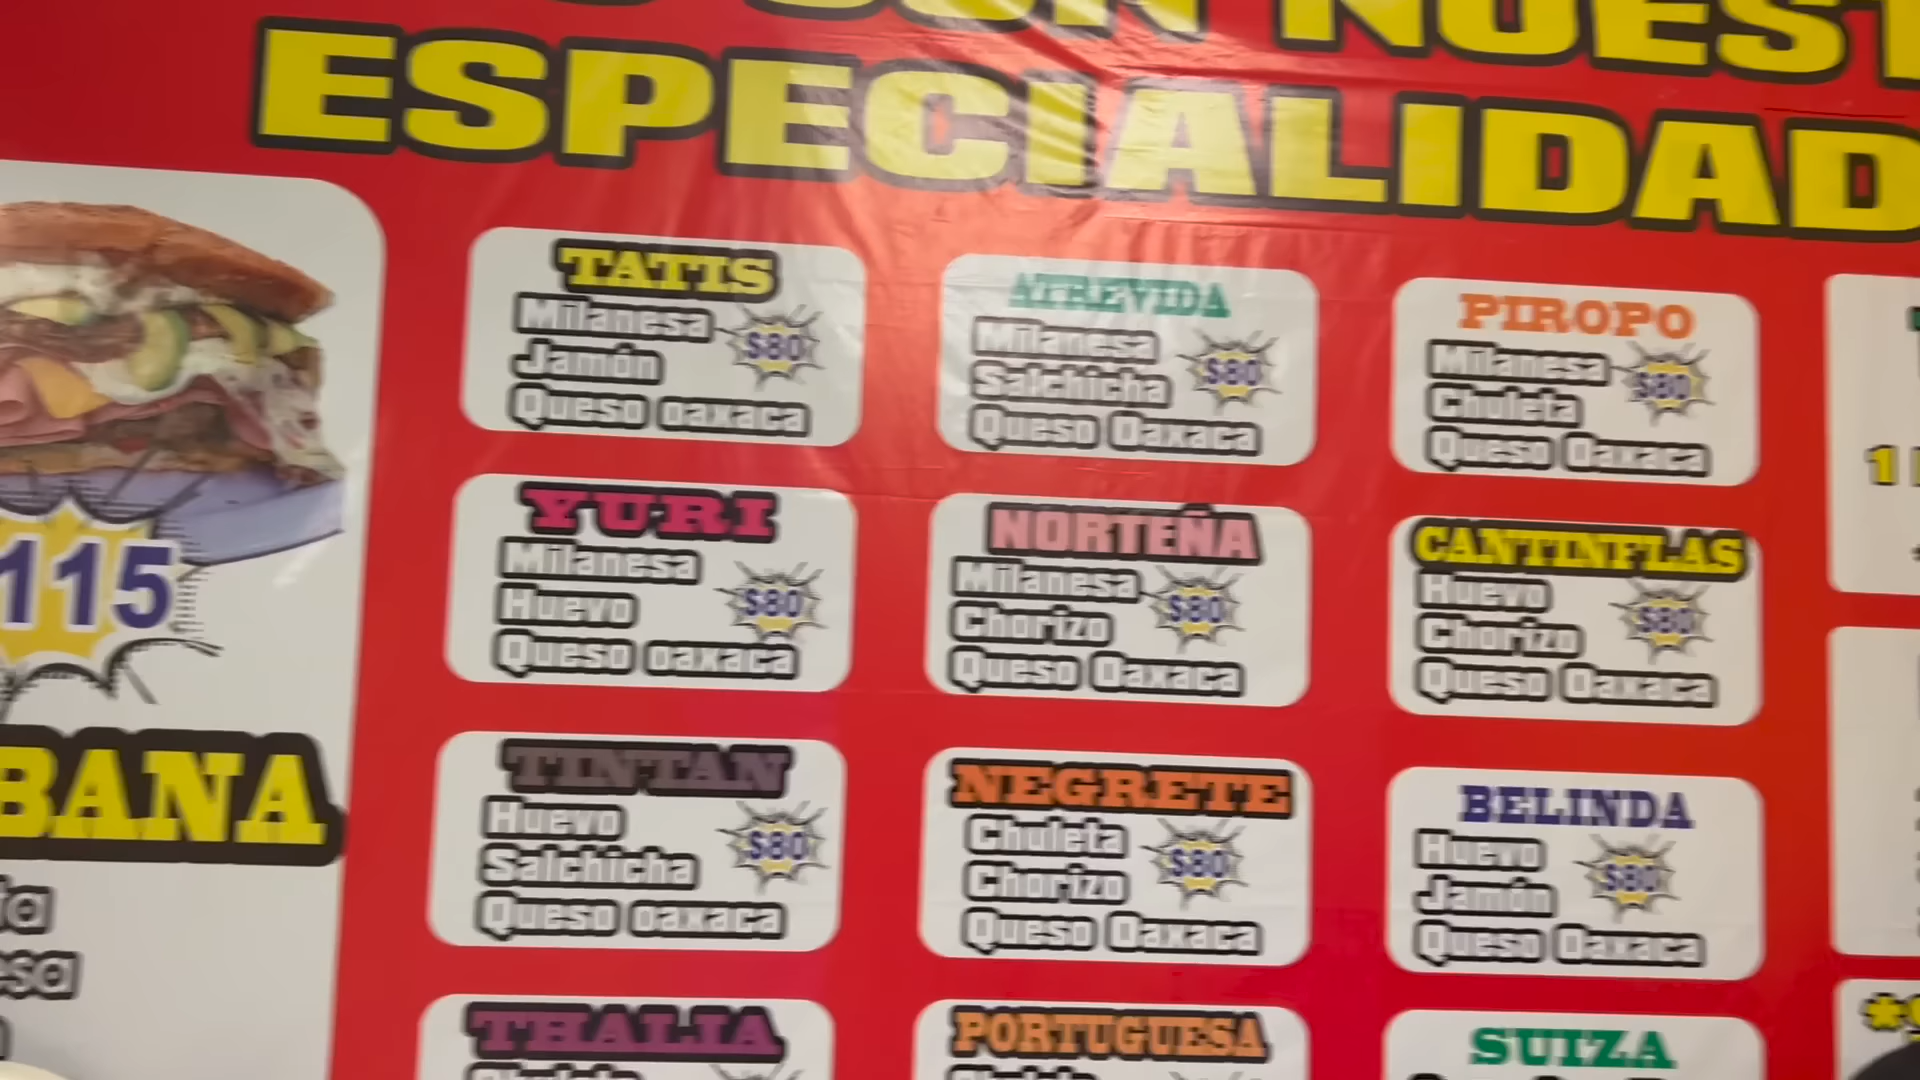 ESPECIALIDAD
TATIS
Milanesa
Jamón
Queso oaxaca
$80
ATREVIDA
Milanesa
Salchicha
Queso Oaxaca
$80
PIROPO
Milanesa
Chuleta
Queso Oaxaca
$80
YURI
Milanesa
Huevo
Queso oaxaca
$80
NORTEÑA
Milanesa
Chorizo
Queso Oaxaca
$80
CANTINFLAS
Huevo
Chorizo
Queso Oaxaca
$80
TINTAN
Huevo
Salchicha
Queso oaxaca
$80
NEGRETE
Chuleta
Chorizo
Queso Oaxaca
$80
BELINDA
Huevo
Jamón
Queso Oaxaca
$80
THALIA
PORTUGUESA
SUIZA
115
BANA